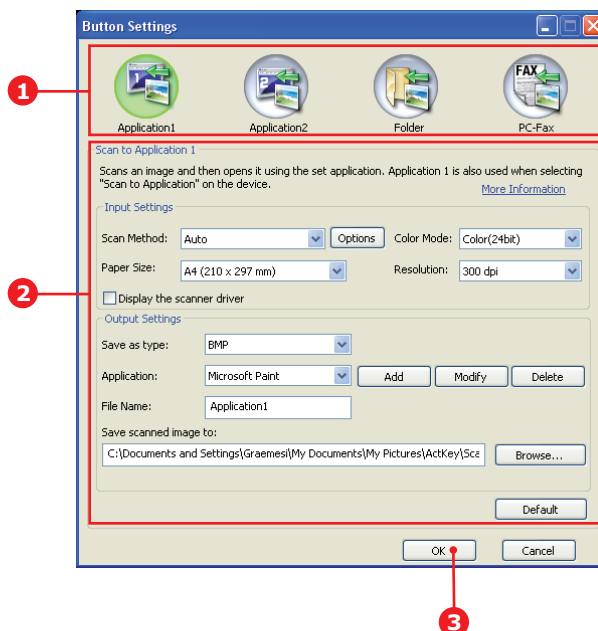 Button Settings
1
1
2
FAX
Application1 Application2 Folder PC-Fax
2
Scan to Application 1
Scans an image and then opens it using the set application. Application 1 is also used when selecting
"Scan to Application" on the device.
More Information
Input Settings
Scan Method: Auto Options Color Mode: Color(24bit)
Paper Size: A4 (210 x 297 mm) Resolution: 300 dpi
Display the scanner driver
Output Settings
Save as type: BMP
Application: Microsoft Paint Add Modify Delete
File Name: Application1
Save scanned image to:
C:\Documents and Settings\Graemesi\My Documents\My Pictures\ActKey\Sca Browse...
Default
OK Cancel
3